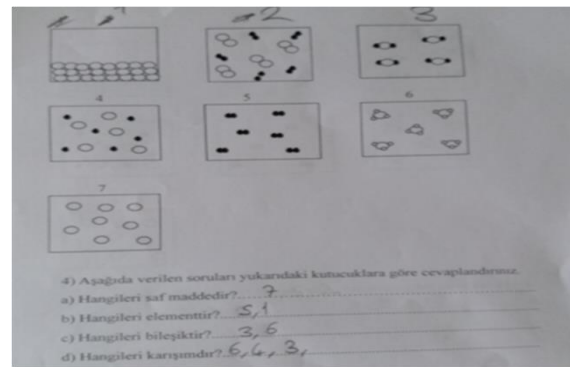 1 2 3
4 5 6
7
4) Aşağıda verilen soruları yukarıdaki kutucuklara göre cevaplandırınız.
a) Hangileri saf maddedir?....7....
b) Hangileri elementtir?...5,1
c) Hangileri bileşiktir?...3,6
d) Hangileri karışımdır?.6,4,3,